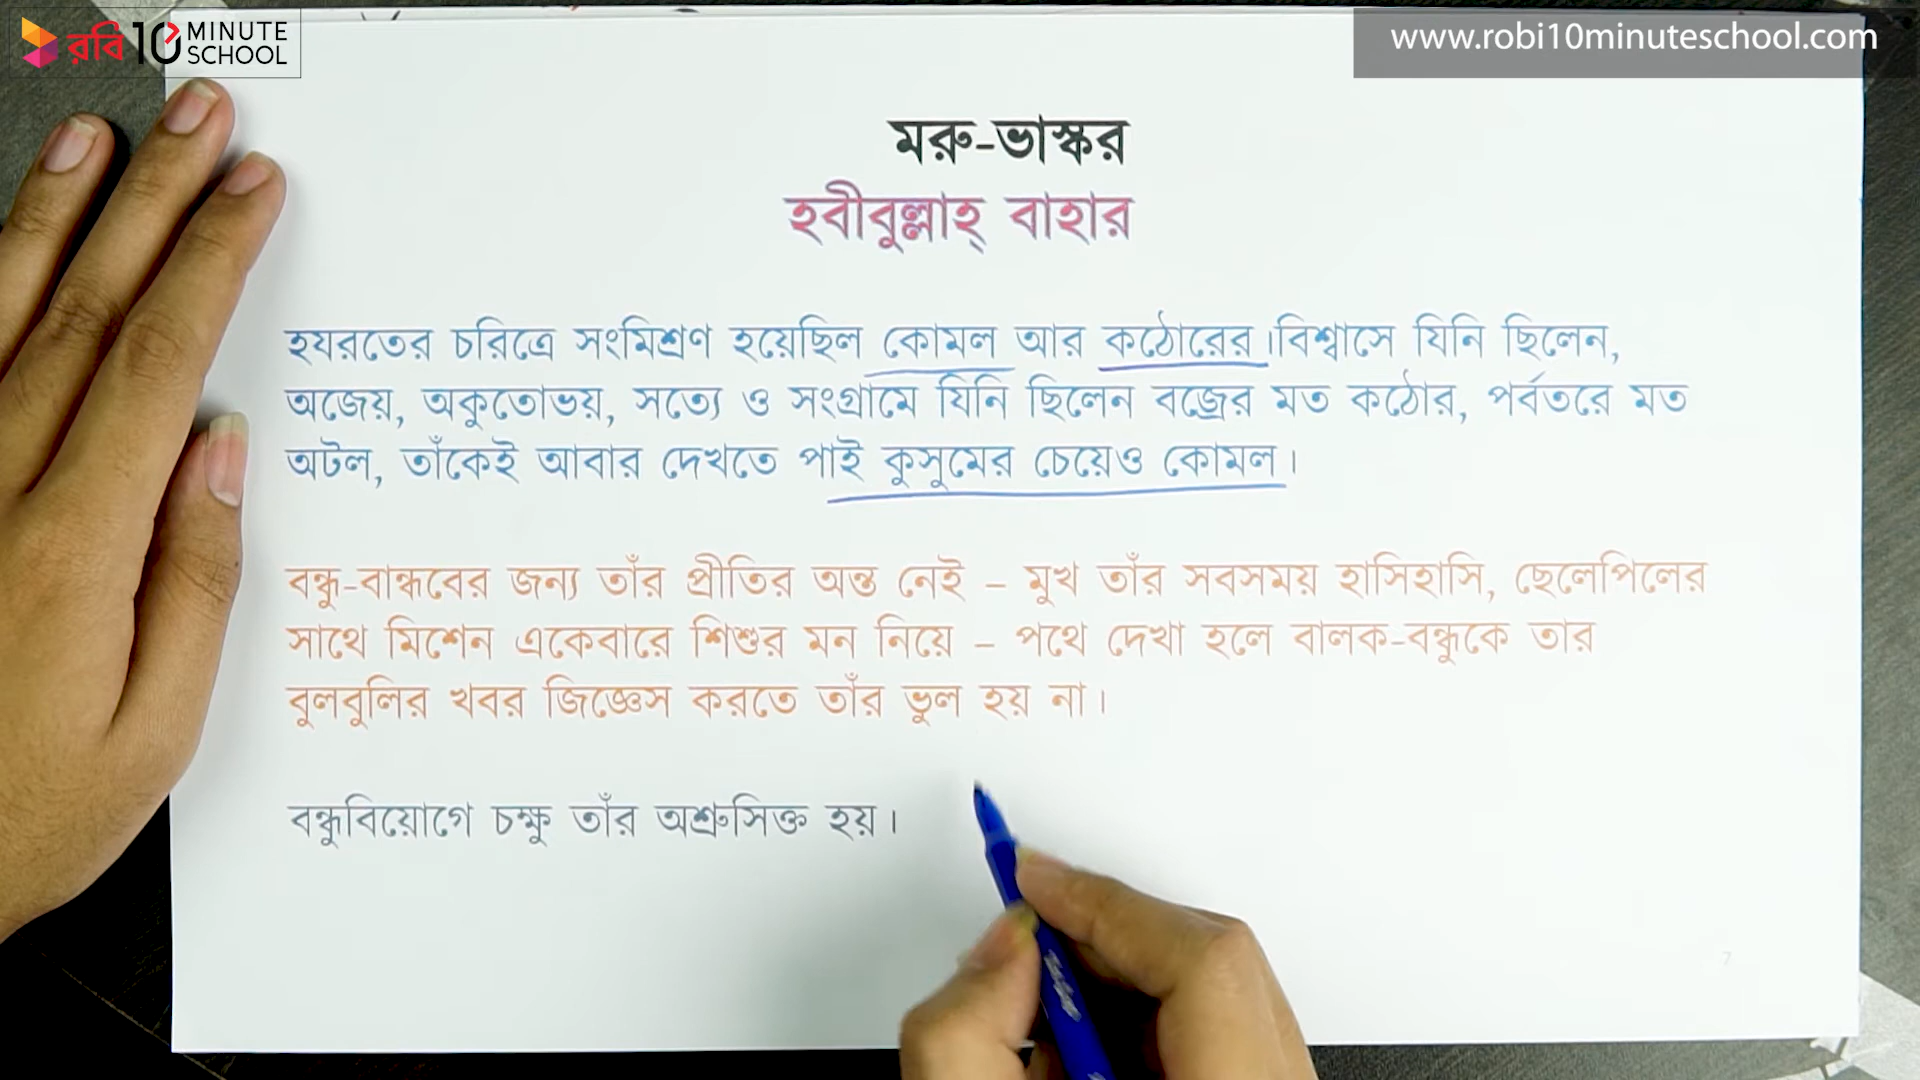 রবি 10 MINUTE SCHOOL
www.robi10minuteschool.com
মরু-ভাস্কর
হবীবুল্লাহ্ বাহার
হযরতের চরিত্রে সংমিশ্রণ হয়েছিল কোমল আর কঠোরের।বিশ্বাসে যিনি ছিলেন,
অজেয়, অকুতোভয়, সত্যে ও সংগ্রামে যিনি ছিলেন বজ্রের মত কঠোর, পর্বতরে মত
অটল, তাঁকেই আবার দেখতে পাই কুসুমের চেয়েও কোমল।
বন্ধু-বান্ধবের জন্য তাঁর প্রীতির অন্ত নেই – মুখ তাঁর সবসময় হাসিহাসি, ছেলেপিলের
সাথে মিশেন একেবারে শিশুর মন নিয়ে – পথে দেখা হলে বালক-বন্ধুকে তার
বুলবুলির খবর জিজ্ঞেস করতে তাঁর ভুল হয় না।
বন্ধুবিয়োগে চক্ষু তাঁর অশ্রুসিক্ত হয়।
7